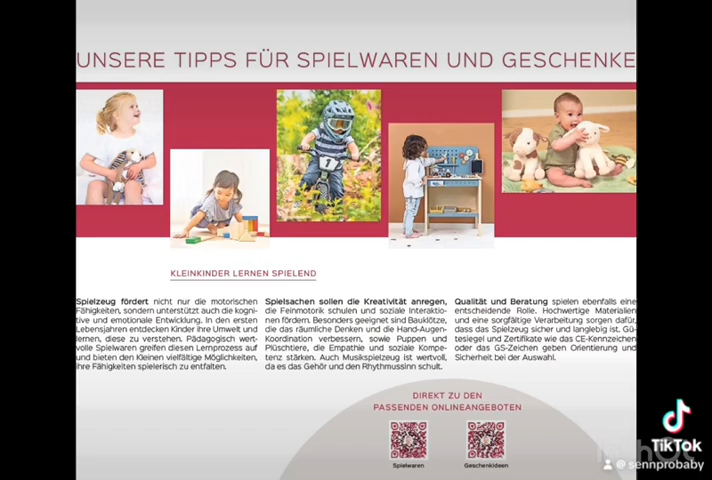 UNSERE TIPPS FÜR SPIELWAREN UND GESCHENKE
1
KLEINKINDER LERNEN SPIELEND
Spielzeug fördert nicht nur die motorischen
Fähigkeiten, sondern unterstützt auch die kogni-
tive und emotionale Entwicklung. In den ersten
Lebensjahren entdecken Kinder ihre Umwelt und
lernen, diese zu verstehen. Pädagogisch wert-
volle Spielwaren greifen diesen Lernprozess auf
und bieten den Kleinen vielfältige Möglichkeiten,
ihre Fähigkeiten spielerisch zu entfalten.
Spielsachen sollen die Kreativität anregen,
die Feinmotorik schulen und soziale Interaktio-
nen fördern. Besonders geeignet sind Bauklötze,
die das räumliche Denken und die Hand-Augen-
Koordination verbessern, sowie Puppen und
Plüschtiere, die Empathie und soziale Kompe-
tenz stärken. Auch Musikspielzeug ist wertvoll,
da es das Gehör und den Rhythmussinn schult.
Qualität und Beratung spielen ebenfalls eine
entscheidende Rolle. Hochwertige Materialien
und eine sorgfältige Verarbeitung sorgen dafür,
dass das Spielzeug sicher und langlebig ist. Gü-
tesiegel und Zertifikate wie das CE-Kennzeichen
oder das GS-Zeichen geben Orientierung und
Sicherheit bei der Auswahl.
DIREKT ZU DEN
PASSENDEN ONLINEANGEBOTEN
Spielwaren
Geschenkideen
TikTok
@sennprobaby